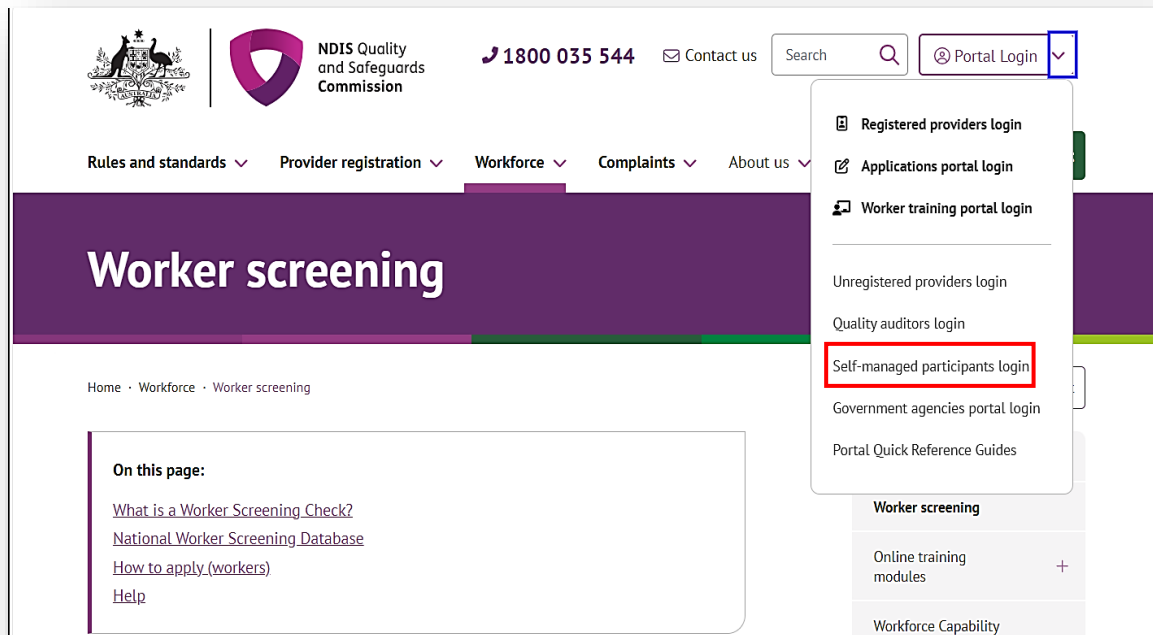 AUSTRALIA
NDIS Quality
and Safeguards
Commission
1800 035 544
Contact us
Search
Portal Login
Registered providers login
Applications portal login
Worker training portal login
Unregistered providers login
Quality auditors login
Self-managed participants login
Government agencies portal login
Portal Quick Reference Guides
Rules and standards
Provider registration
Workforce
Complaints
About us
Worker screening
Home · Workforce · Worker screening
On this page:
What is a Worker Screening Check?
National Worker Screening Database
How to apply (workers)
Help
Worker screening
Online training
modules
Workforce Capability